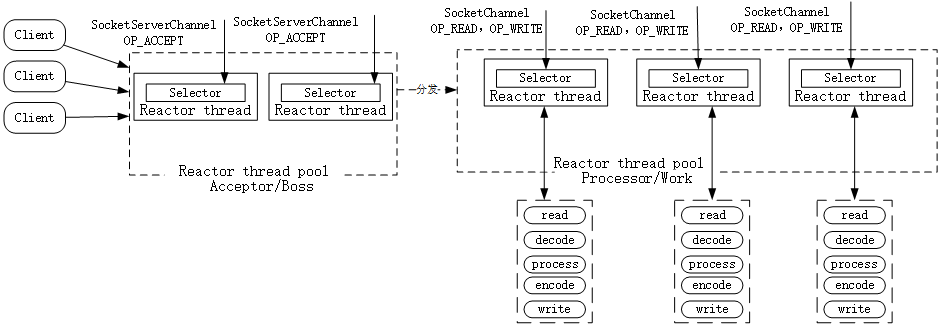 Client
Client
Client
SocketServerChannel
OP_ACCEPT
SocketServerChannel
OP_ACCEPT
Selector
Reactor thread
Selector
Reactor thread
Reactor thread pool
Acceptor/Boss
分发
SocketChannel
OP_READ，OP_WRITE
SocketChannel
OP_READ，OP_WRITE
SocketChannel
OP_READ，OP_WRITE
Selector
Reactor thread
Selector
Reactor thread
Selector
Reactor thread
Reactor thread pool
Processor/Work
read
decode
process
encode
write
read
decode
process
encode
write
read
decode
process
encode
write